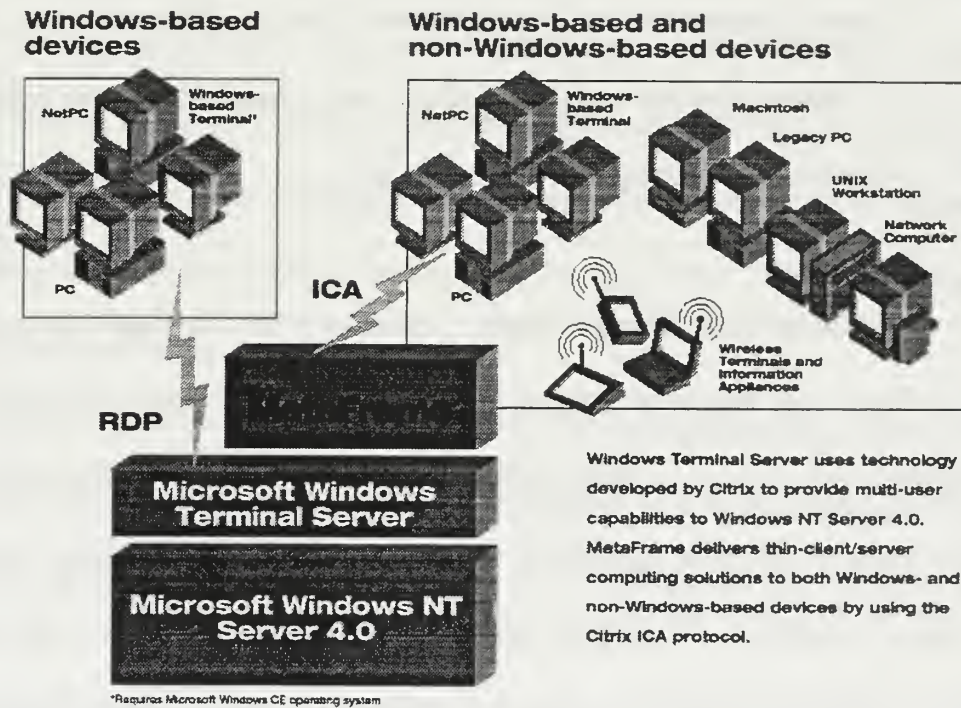 Windows-based
devices
NetPC
Windows-
based
Terminal*
PC
RDP
Windows-based and
non-Windows-based devices
NetPC
Windows-
based
Terminal
PC
ICA
Macintosh
Legacy PC
UNIX
Workstation
Network
Computer
Wireless
Terminals and
Information
Appliances
Microsoft Windows
Terminal Server
Microsoft Windows NT
Server 4.0
*Requires Microsoft Windows CE operating system
Windows Terminal Server uses technology
developed by Citrix to provide multi-user
capabilities to Windows NT Server 4.0.
MetaFrame delivers thin-client/server
computing solutions to both Windows- and
non-Windows-based devices by using the
Citrix ICA protocol.